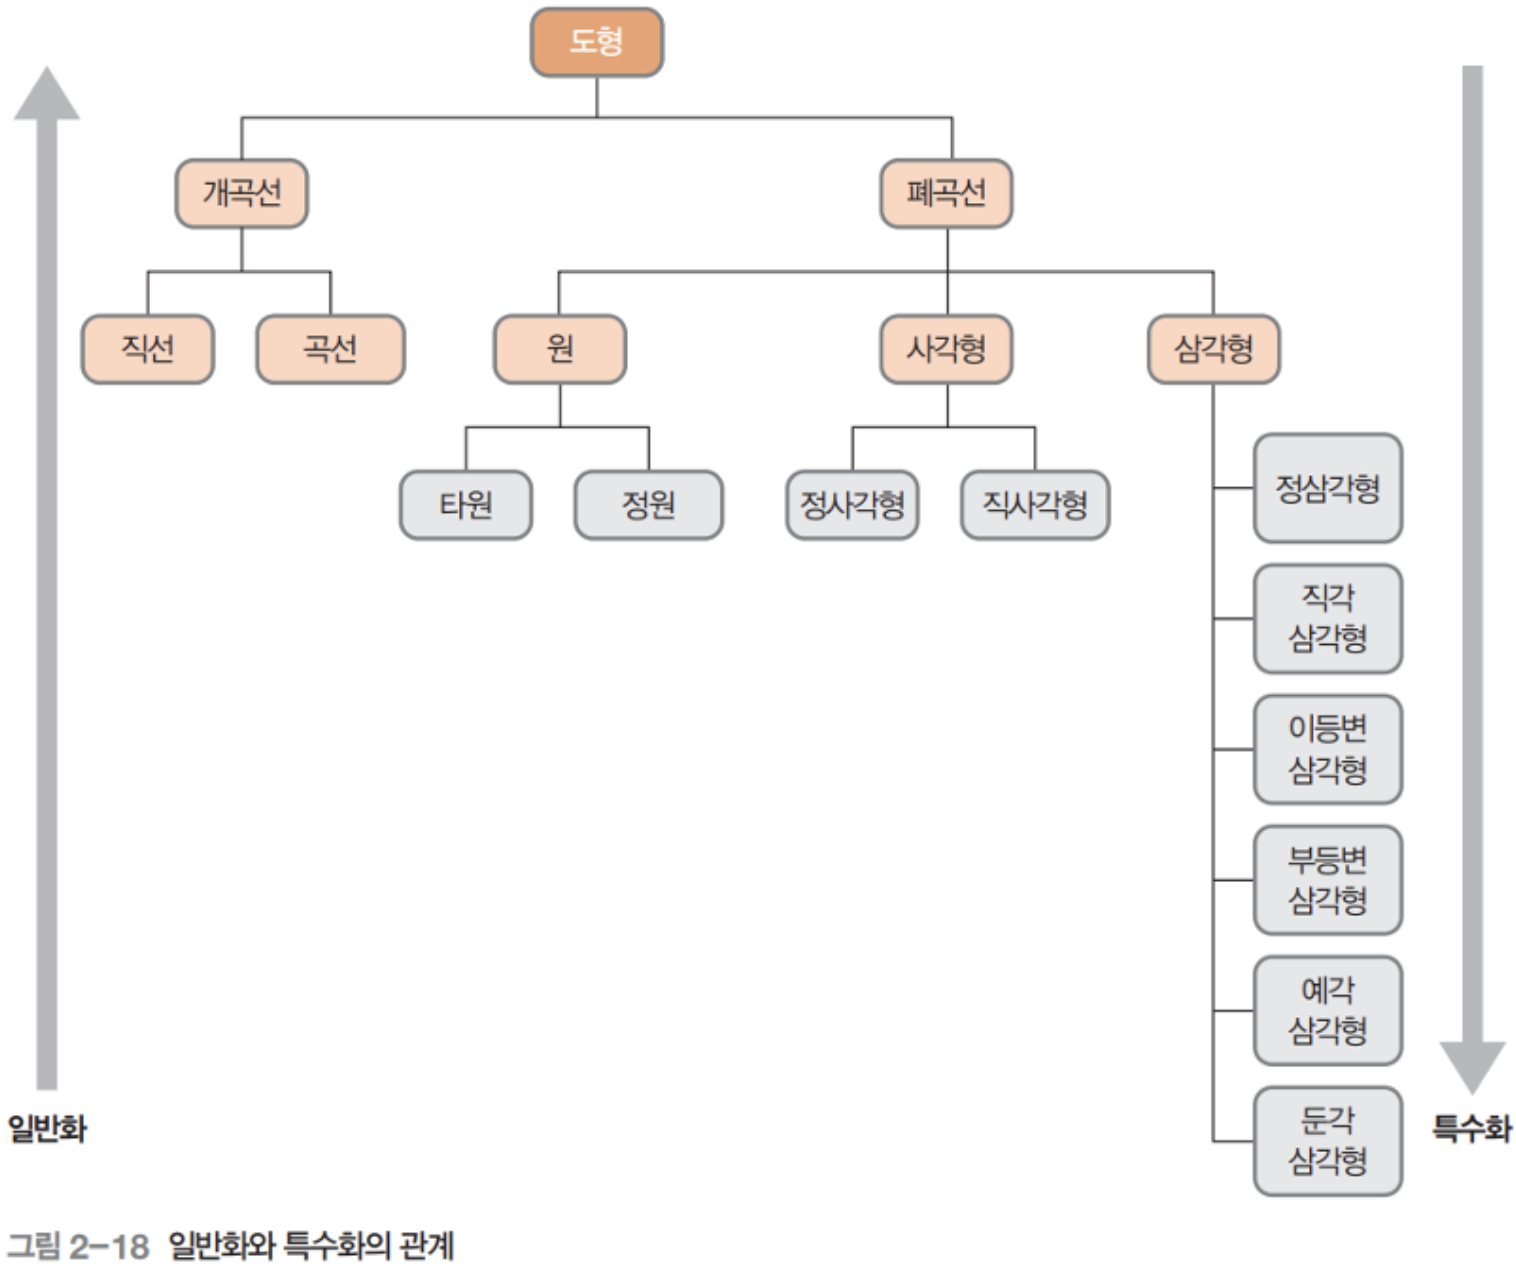 도형
개곡선
폐곡선
직선
곡선
원
사각형
삼각형
타원
정원
정사각형
직사각형
정삼각형
직각
삼각형
이등변
삼각형
부등변
삼각형
예각
삼각형
둔각
삼각형
일반화
특수화
그림 2-18 일반화와 특수화의 관계